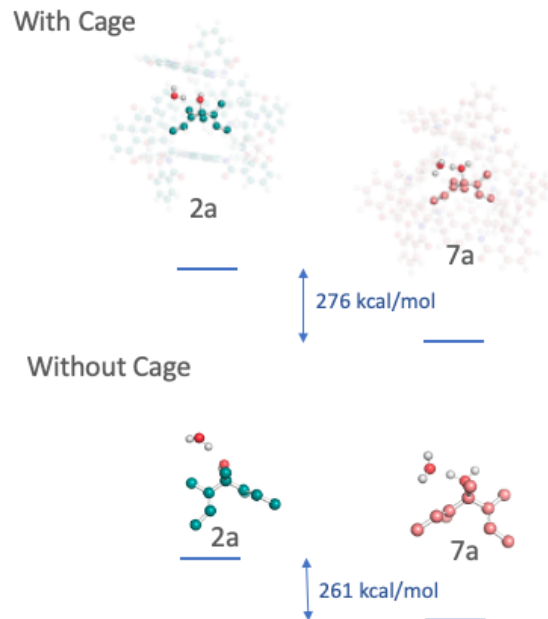 With Cage
2a
7a
276 kcal/mol
Without Cage
2a
7a
261 kcal/mol